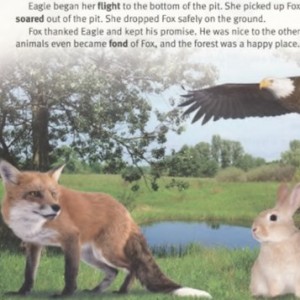 Eagle began her flight to the bottom of the pit. She picked up Fox
soared out of the pit. She dropped Fox safely on the ground.
Fox thanked Eagle and kept his promise. He was nice to the other
animals even became fond of Fox, and the forest was a happy place.